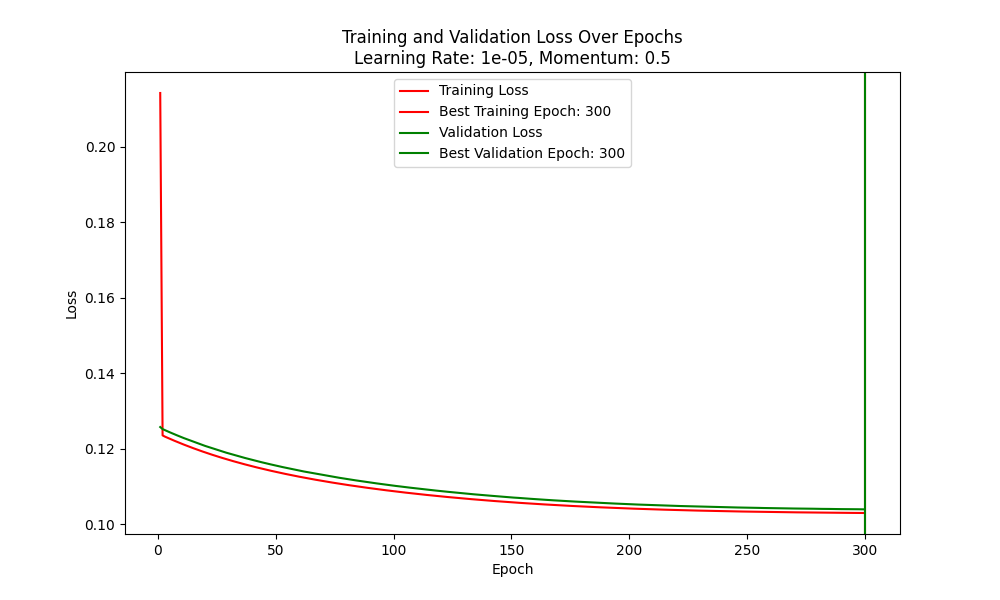 Training and Validation Loss Over Epochs
Learning Rate: 1e-05, Momentum: 0.5
Training Loss
Best Training Epoch: 300
Validation Loss
Best Validation Epoch: 300
Loss
0.20
0.18
0.16
0.14
0.12
0.10
0
50
100
150
200
250
300
Epoch